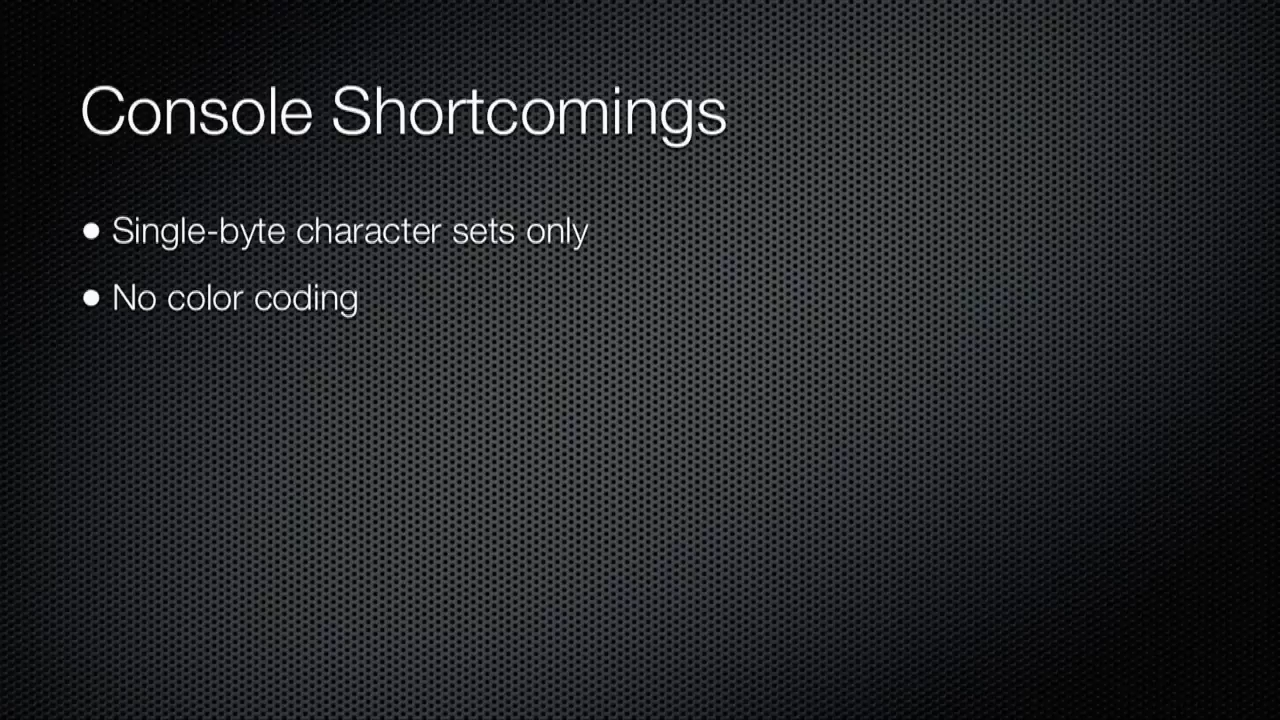 Console Shortcomings
● Single-byte character sets only
● No color coding